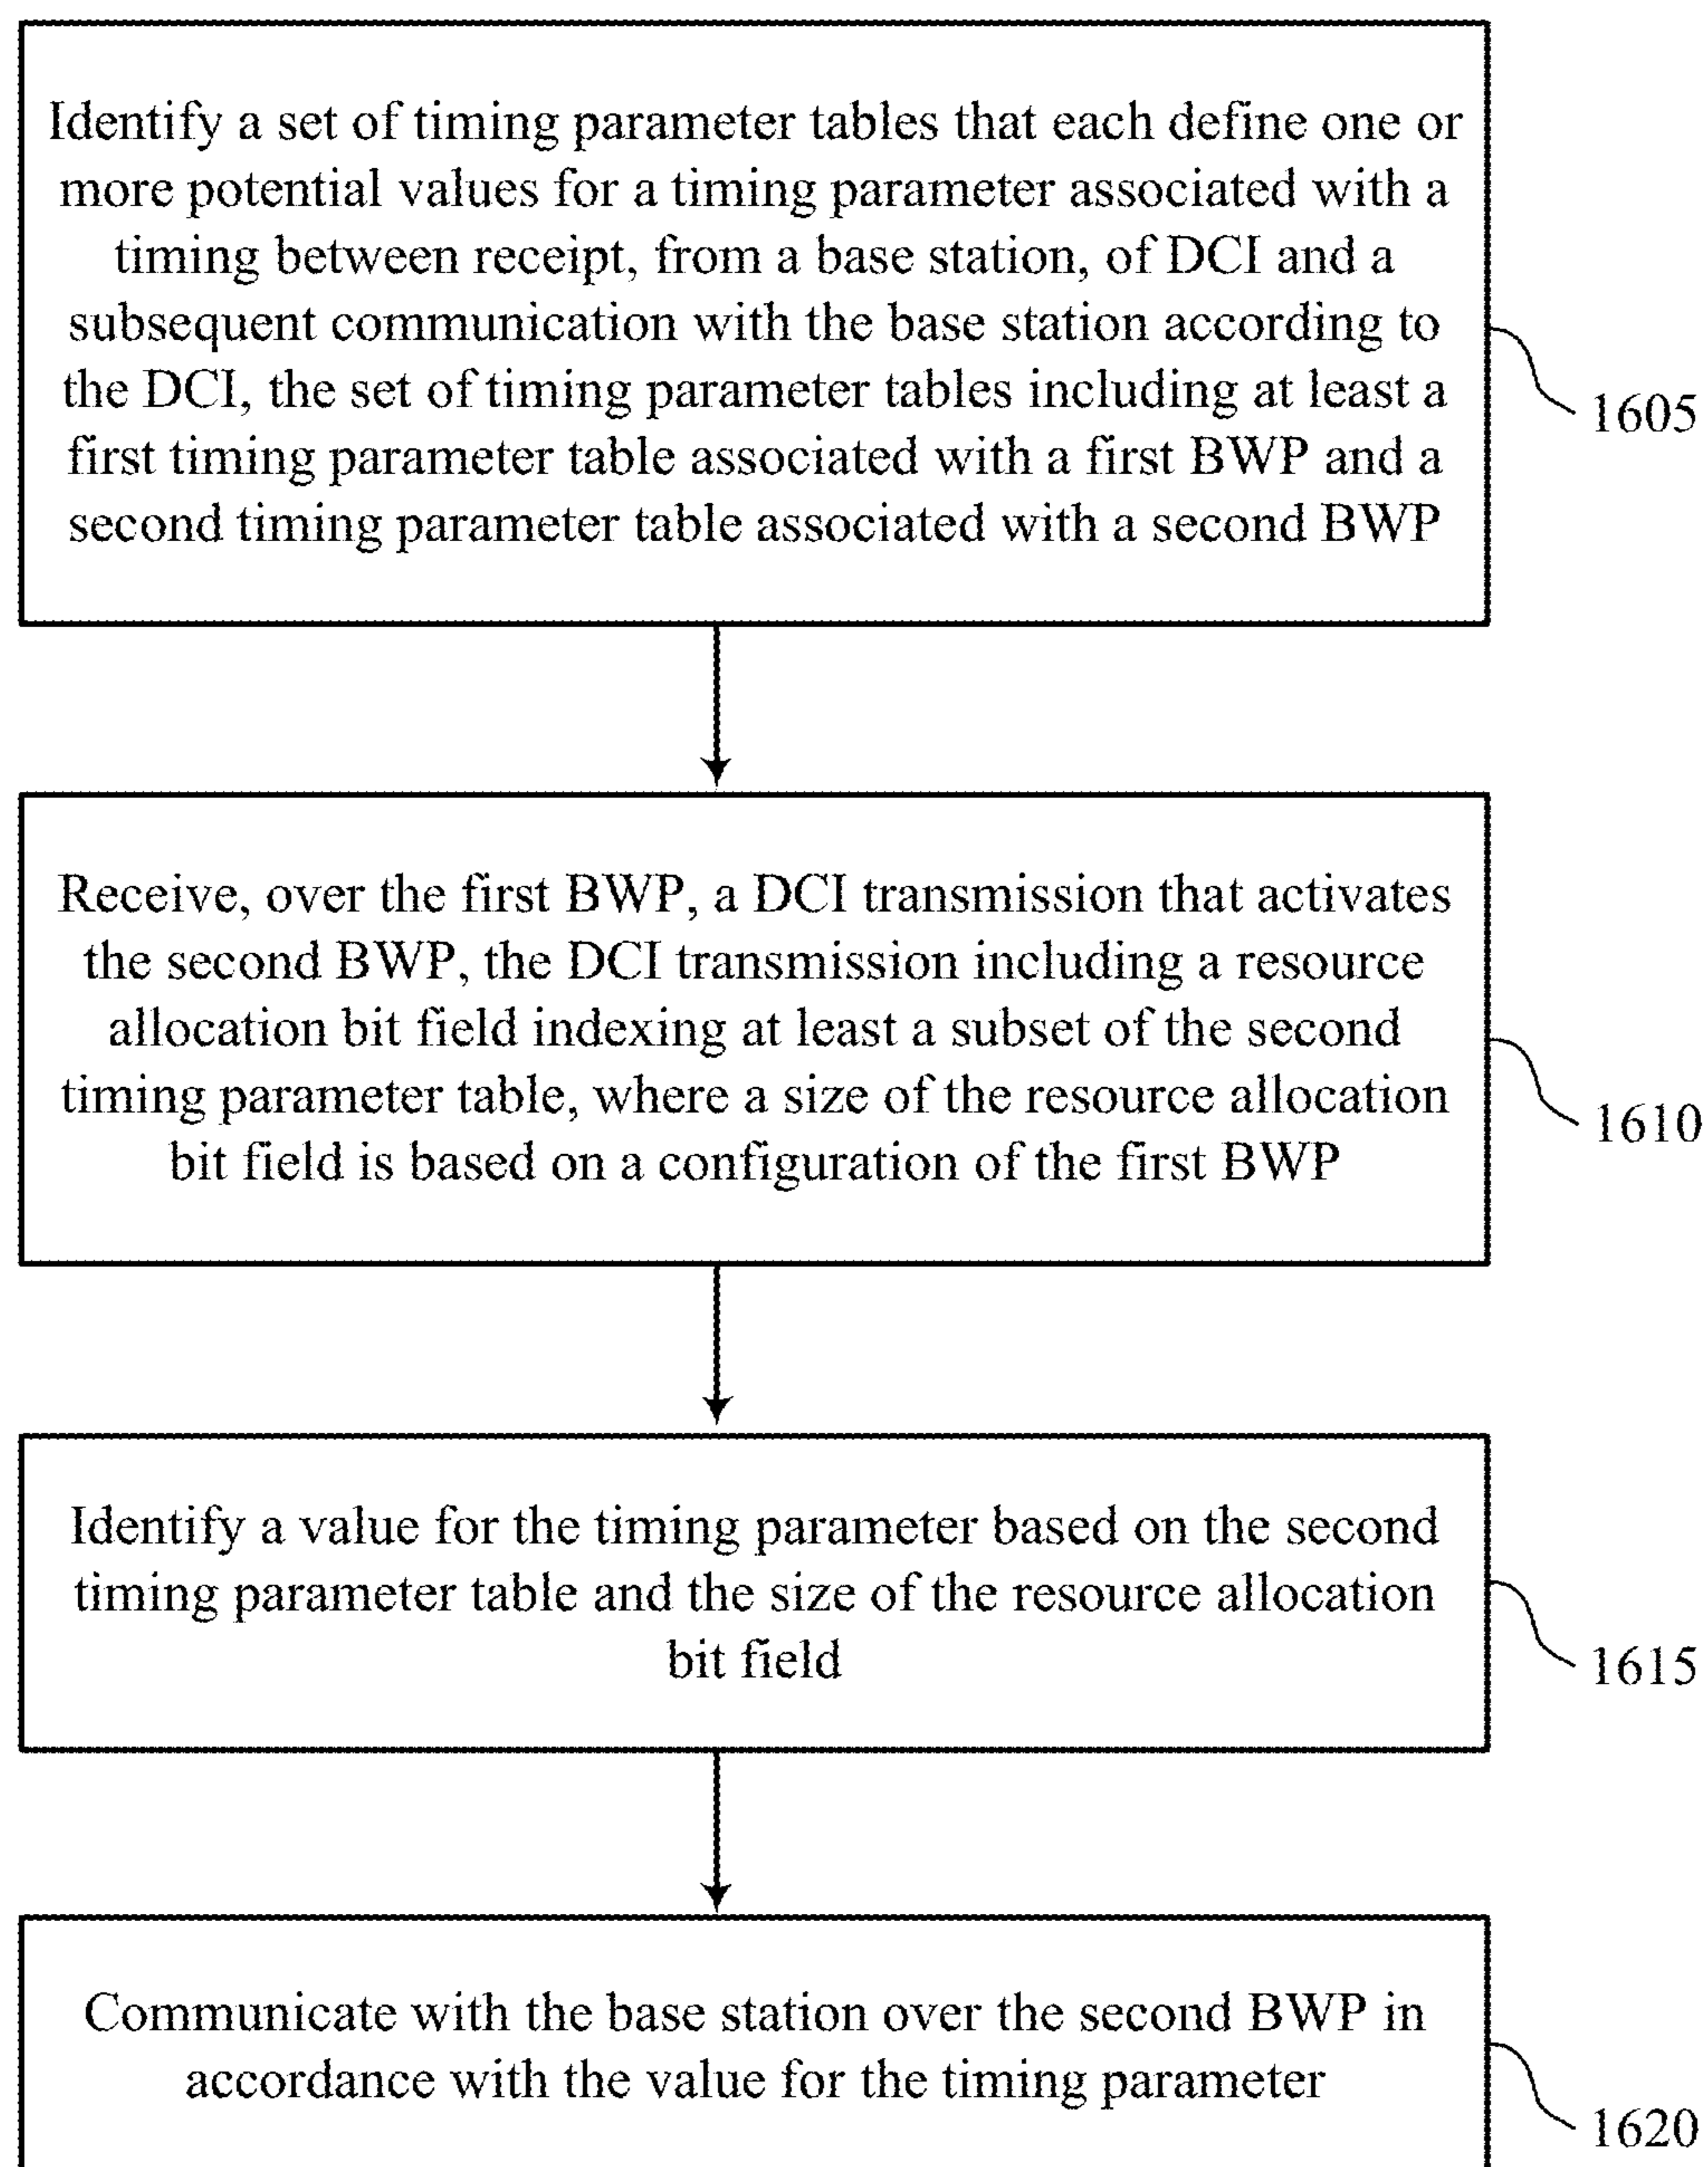 Identify a set of timing parameter tables that each define one or
more potential values for a timing parameter associated with a
timing between receipt, from a base station, of DCI and a
subsequent communication with the base station according to
the DCI, the set of timing parameter tables including at least a
first timing parameter table associated with a first BWP and a
second timing parameter table associated with a second BWP
1605
Receive, over the first BWP, a DCI transmission that activates
the second BWP, the DCI transmission including a resource
allocation bit field indexing at least a subset of the second
timing parameter table, where a size of the resource allocation
bit field is based on a configuration of the first BWP
1610
Identify a value for the timing parameter based on the second
timing parameter table and the size of the resource allocation
bit field
1615
Communicate with the base station over the second BWP in
accordance with the value for the timing parameter
1620